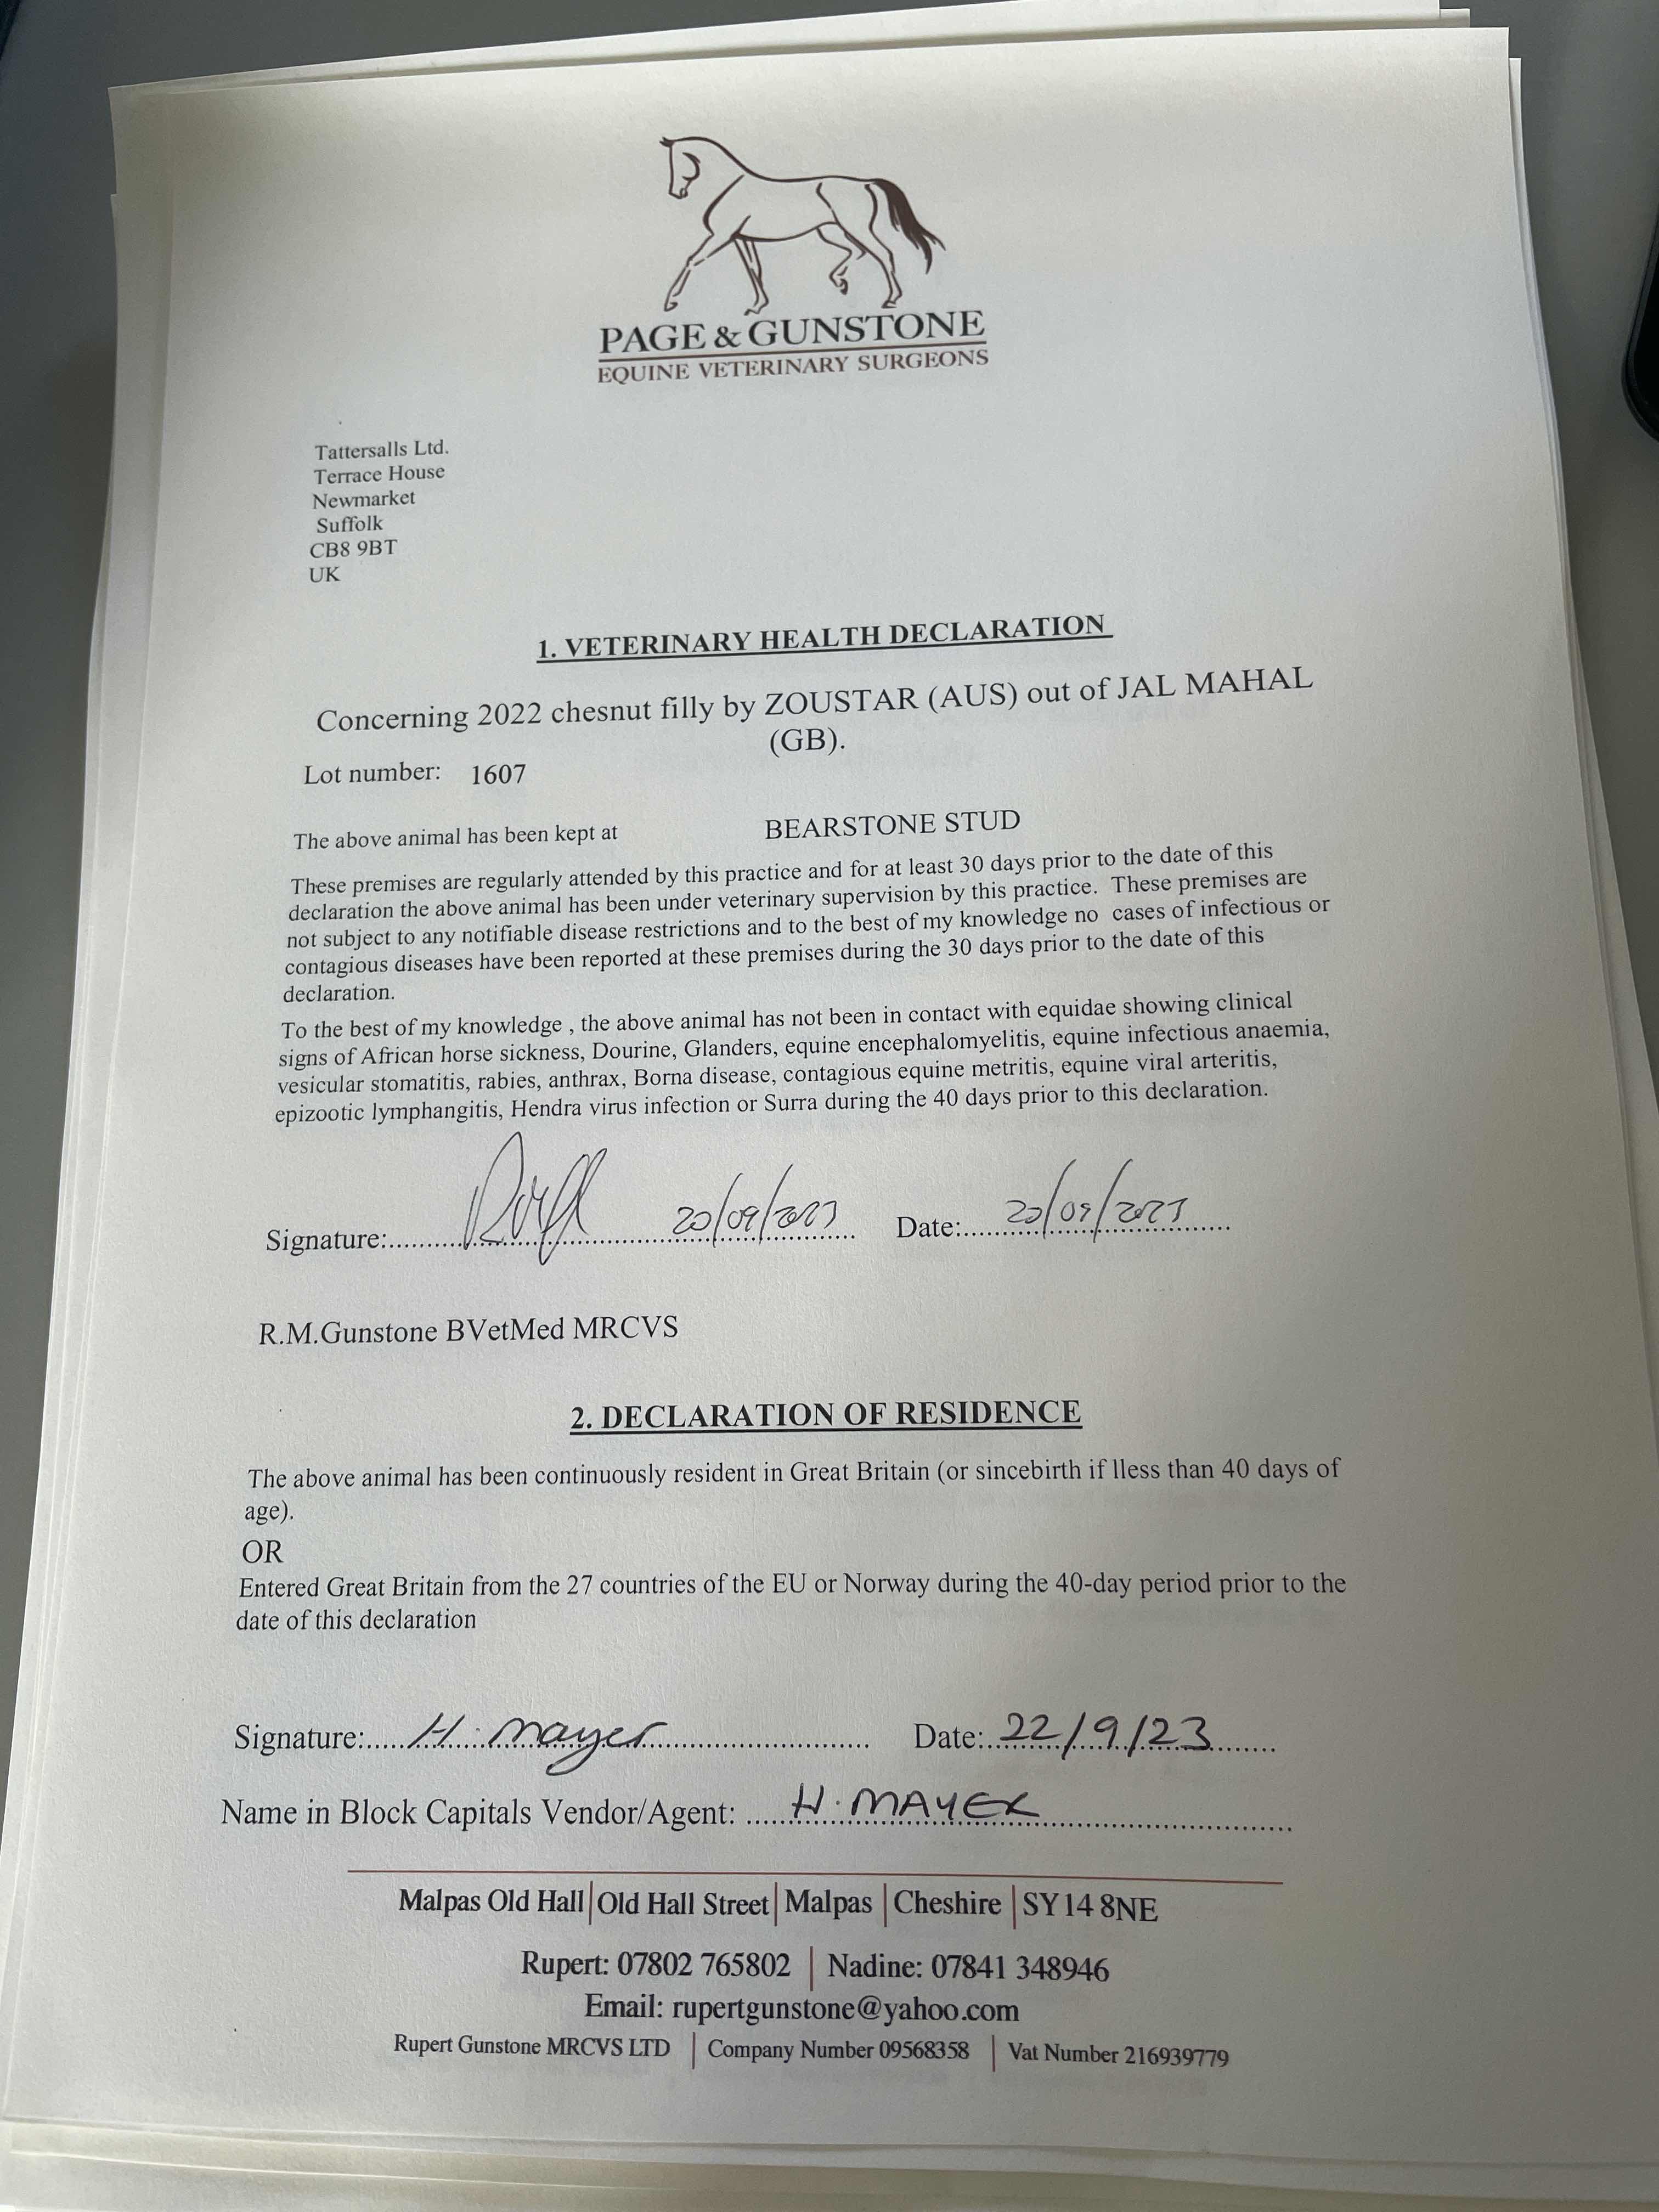 PAGE & GUNSTONE
EQUINE VETERINARY SURGEONS
Tattersalls Ltd.
Terrace House
Newmarket
Suffolk
CB8 9BT
UK
1. VETERINARY HEALTH DECLARATION
Concerning 2022 chesnut filly by ZOUSTAR (AUS) out of JAL MAHAL
(GB).
Lot number: 1607
The above animal has been kept at BEARSTONE STUD
These premises are regularly attended by this practice and for at least 30 days prior to the date of this
declaration the above animal has been under veterinary supervision by this practice. These premises are
not subject to any notifiable disease restrictions and to the best of my knowledge no cases of infectious or
contagious diseases have been reported at these premises during the 30 days prior to the date of this
declaration.
To the best of my knowledge , the above animal has not been in contact with equidae showing clinical
signs of African horse sickness, Dourine, Glanders, equine encephalomyelitis, equine infectious anaemia,
vesicular stomatitis, rabies, anthrax, Borna disease, contagious equine metritis, equine viral arteritis,
epizootic lymphangitis, Hendra virus infection or Surra during the 40 days prior to this declaration.
Signature: 20/09/2023 Date: 20/09/2023
R.M.Gunstone BVetMed MRCVS
2. DECLARATION OF RESIDENCE
The above animal has been continuously resident in Great Britain (or sincebirth if lless than 40 days of
age).
OR
Entered Great Britain from the 27 countries of the EU or Norway during the 40-day period prior to the
date of this declaration
Signature: H. Mayer Date: 22/9/23
Name in Block Capitals Vendor/Agent: H. MAYER
Malpas Old Hall | Old Hall Street | Malpas | Cheshire | SY14 8NE
Rupert: 07802 765802 | Nadine: 07841 348946
Email: rupertgunstone@yahoo.com
Rupert Gunstone MRCVS LTD | Company Number 09568358 | Vat Number 216939779